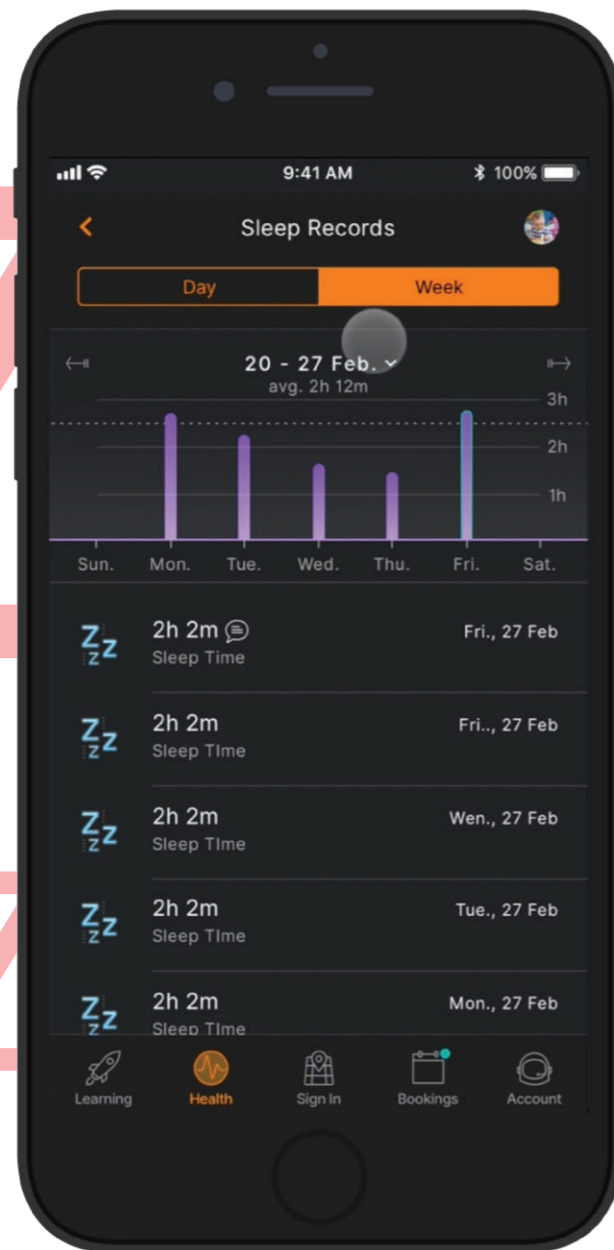 9:41 AM 100%
Sleep Records
Day Week
20 - 27 Feb.
avg. 2h 12m
3h
2h
1h
Sun. Mon. Tue. Wed. Thu. Fri. Sat.
2h 2m Fri., 27 Feb
Sleep Time
2h 2m Fri.., 27 Feb
Sleep TIme
2h 2m Wen., 27 Feb
Sleep TIme
2h 2m Tue., 27 Feb
Sleep TIme
2h 2m Mon., 27 Feb
Sleep TIme
Learning Health Sign In Bookings Account